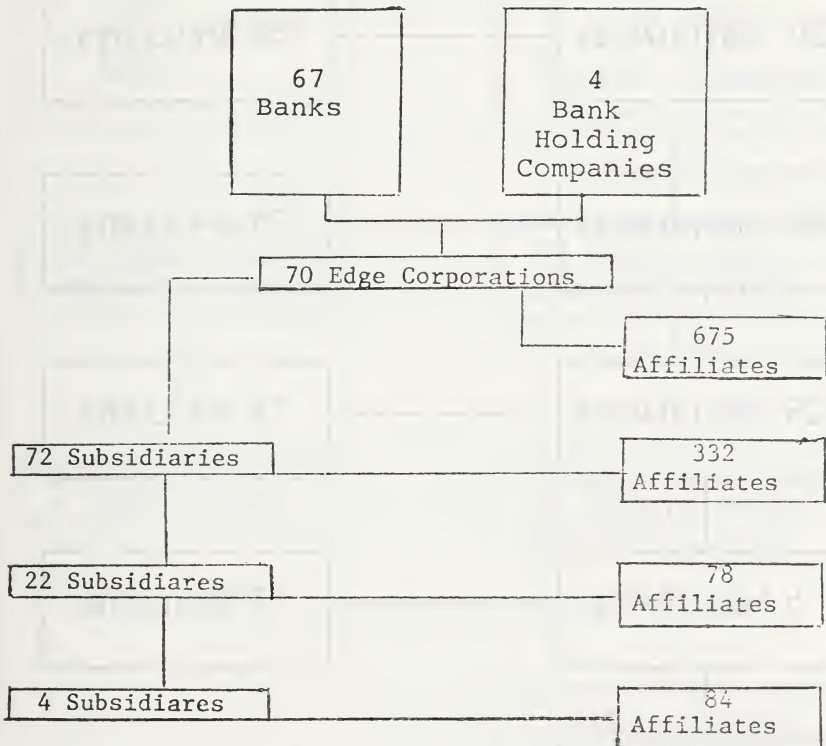 67
Banks
4
Bank
Holding
Companies
70 Edge Corporations
675
Affiliates
72 Subsidiaries
332
Affiliates
22 Subsidiares
78
Affiliates
4 Subsidiares
84
Affiliates